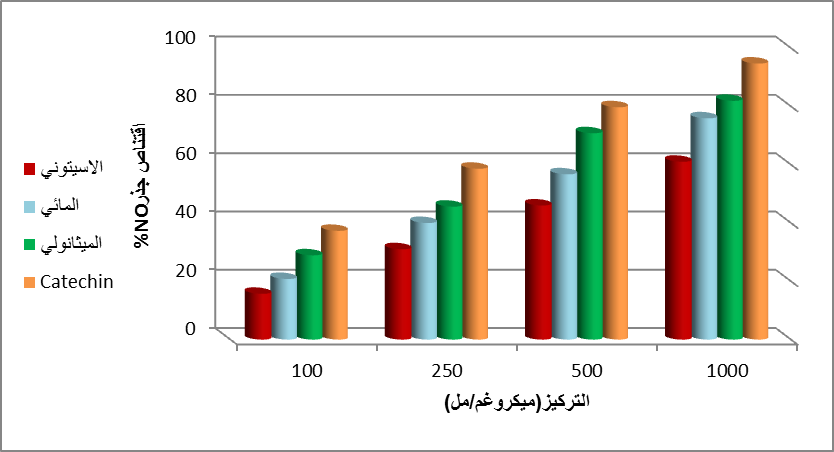 100
80
60
40
20
0
اقتناص جذرNO%
الاسيتوني
المائي
الميثانولي
Catechin
100 250 500 1000
التركيز(ميكروغم/مل)